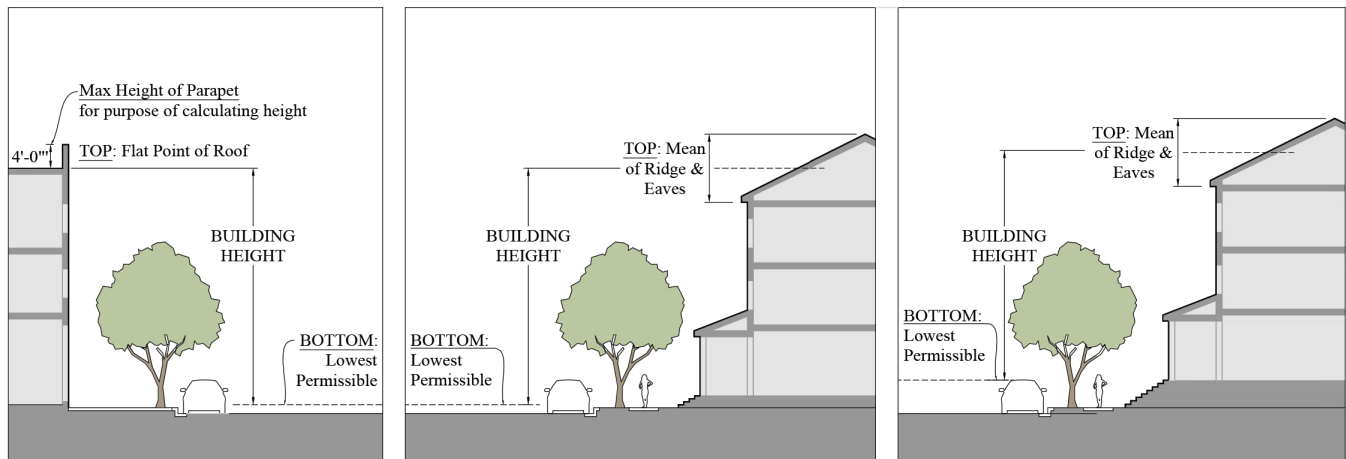 Max Height of Parapet
for purpose of calculating height
4'-0'"
TOP: Flat Point of Roof
BUILDING
HEIGHT
BOTTOM:
Lowest
Permissible
TOP: Mean
of Ridge &
Eaves
BUILDING
HEIGHT
BOTTOM:
Lowest
Permissible
TOP: Mean
of Ridge &
Eaves
BUILDING
HEIGHT
BOTTOM:
Lowest
Permissible